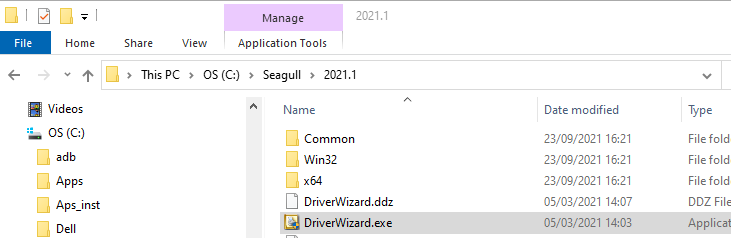 Manage
2021.1
File
Home
Share
View
Application Tools
This PC
OS (C:)
Seagull
2021.1
Videos
OS (C:)
adb
Apps
Aps_inst
Dell
Name
Date modified
Type
Common
23/09/2021 16:21
File fold
Win32
23/09/2021 16:21
File fold
x64
23/09/2021 16:21
File fold
DriverWizard.ddz
05/03/2021 14:07
DDZ File
DriverWizard.exe
05/03/2021 14:03
Applica